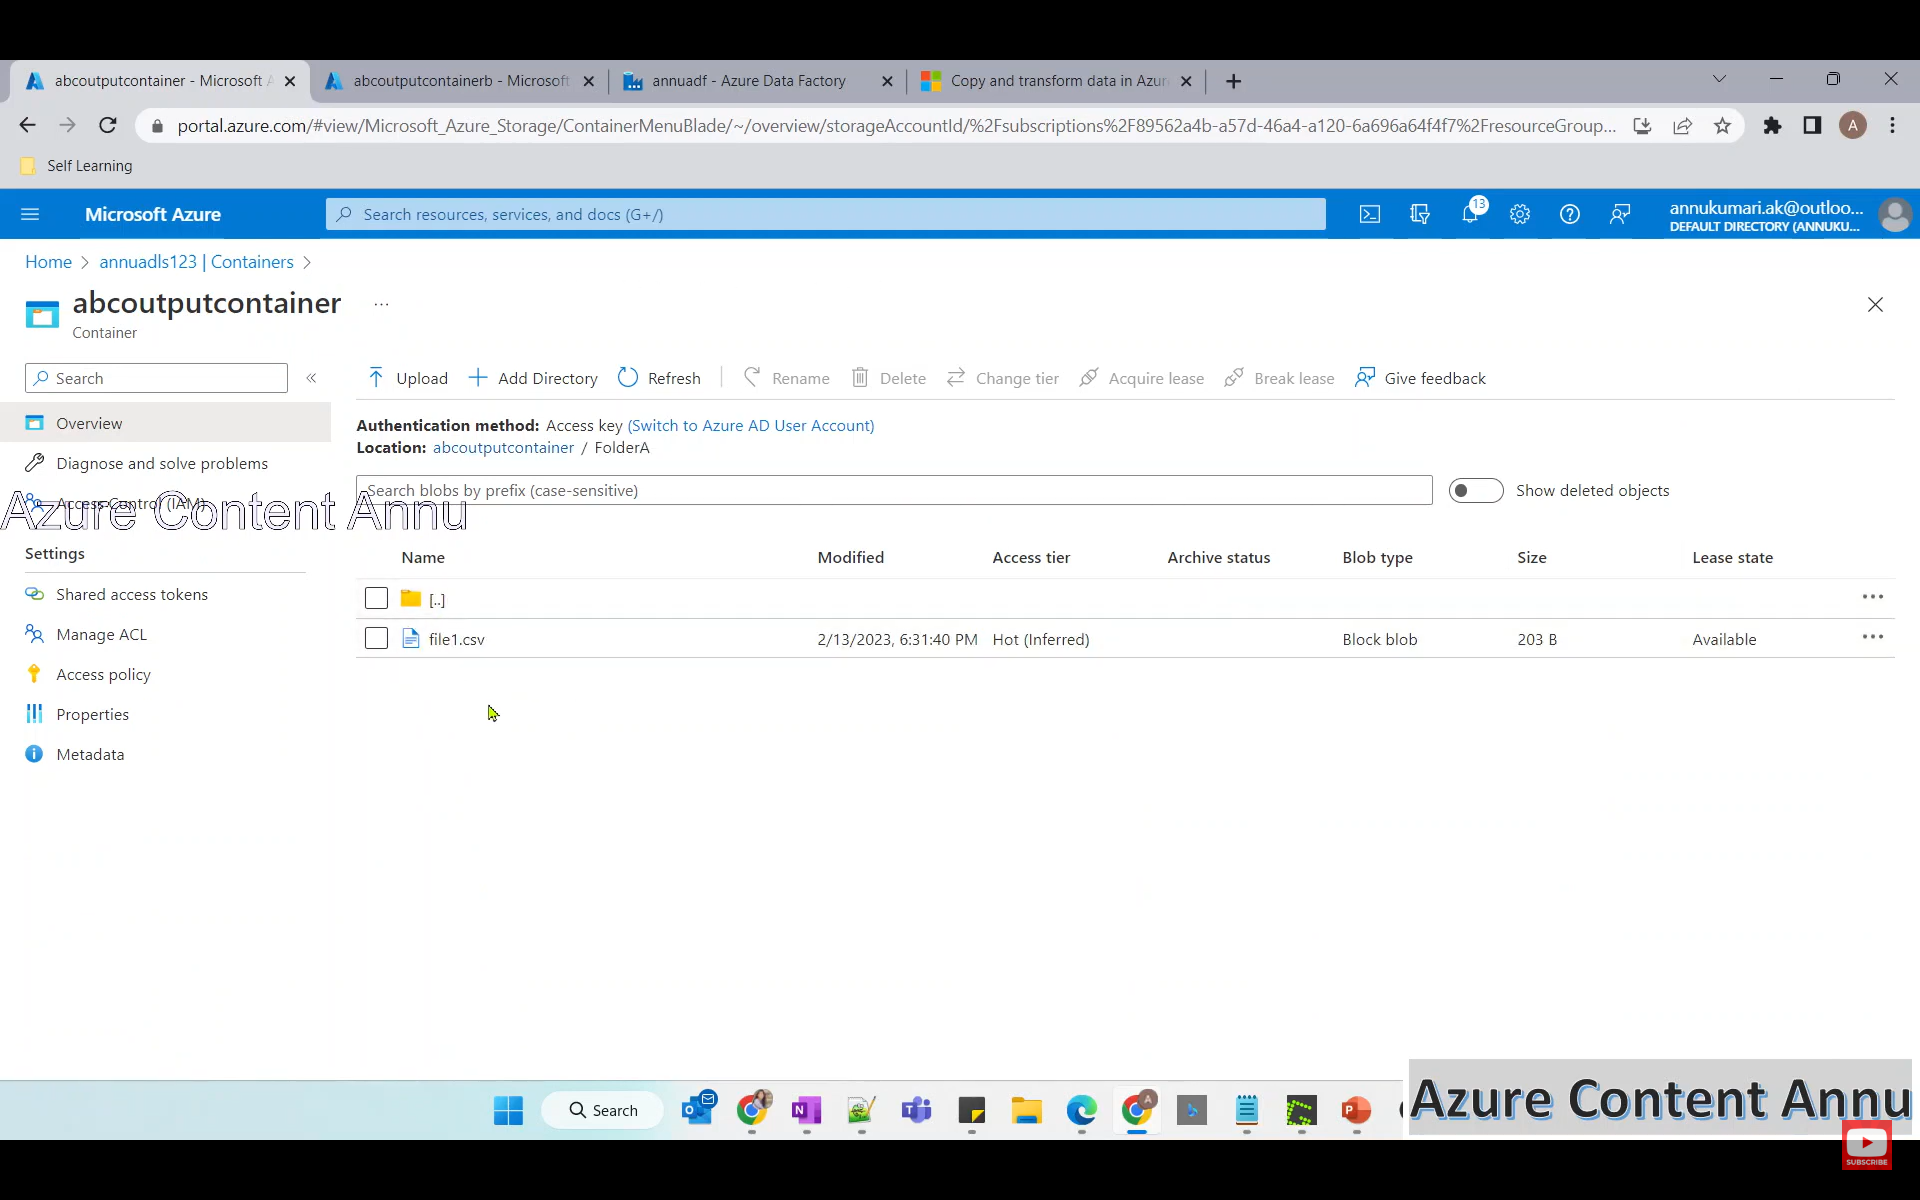 abcoutputcontainer - Microsoft A
abcoutputcontainerb - Microsoft
annuadf - Azure Data Factory
Copy and transform data in Azur
portal.azure.com/#view/Microsoft_Azure_Storage/ContainerMenuBlade/~/overview/storageAccountId/%2Fsubscriptions%2F89562a4b-a57d-46a4-a120-6a696a64f4f7%2FresourceGroup...
A
Self Learning
Microsoft Azure
Search resources, services, and docs (G+/)
13
annukumari.ak@outloo...
DEFAULT DIRECTORY (ANNUKU...
Home > annuadls123 | Containers >
abcoutputcontainer ...
Container
Search
«
Upload
Add Directory
Refresh
Rename
Delete
Change tier
Acquire lease
Break lease
Give feedback
Overview
Diagnose and solve problems
Access Control (IAM)
Azure Content Annu
Settings
Shared access tokens
Manage ACL
Access policy
Properties
Metadata
Authentication method: Access key (Switch to Azure AD User Account)
Location: abcoutputcontainer / FolderA
Search blobs by prefix (case-sensitive)
Show deleted objects
Name Modified Access tier Archive status Blob type Size Lease state
[..]
file1.csv 2/13/2023, 6:31:40 PM Hot (Inferred) Block blob 203 B Available
Search
Azure Content Annu
SUBSCRIBE